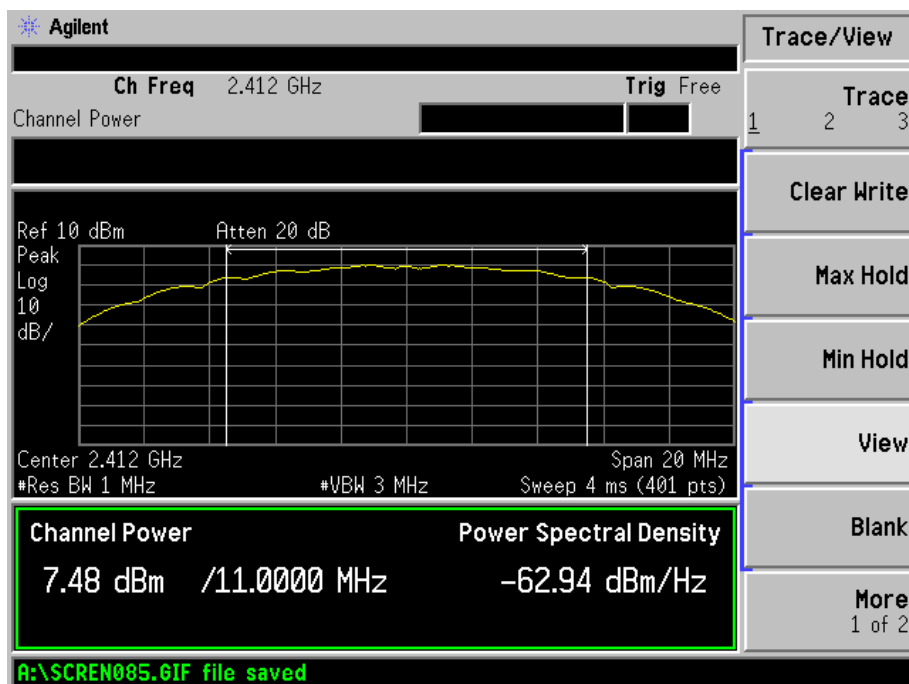 Agilent
Trace/View
Ch Freq 2.412 GHz Trig Free
Channel Power
Trace
1 2 3
Clear Write
Ref 10 dBm Atten 20 dB
Peak
Log
10
dB/
Max Hold
Min Hold
View
Center 2.412 GHz Span 20 MHz
#Res BW 1 MHz #VBW 3 MHz Sweep 4 ms (401 pts)
Channel Power Power Spectral Density
7.48 dBm /11.0000 MHz -62.94 dBm/Hz
Blank
More
1 of 2
A:\SCREN085.GIF file saved